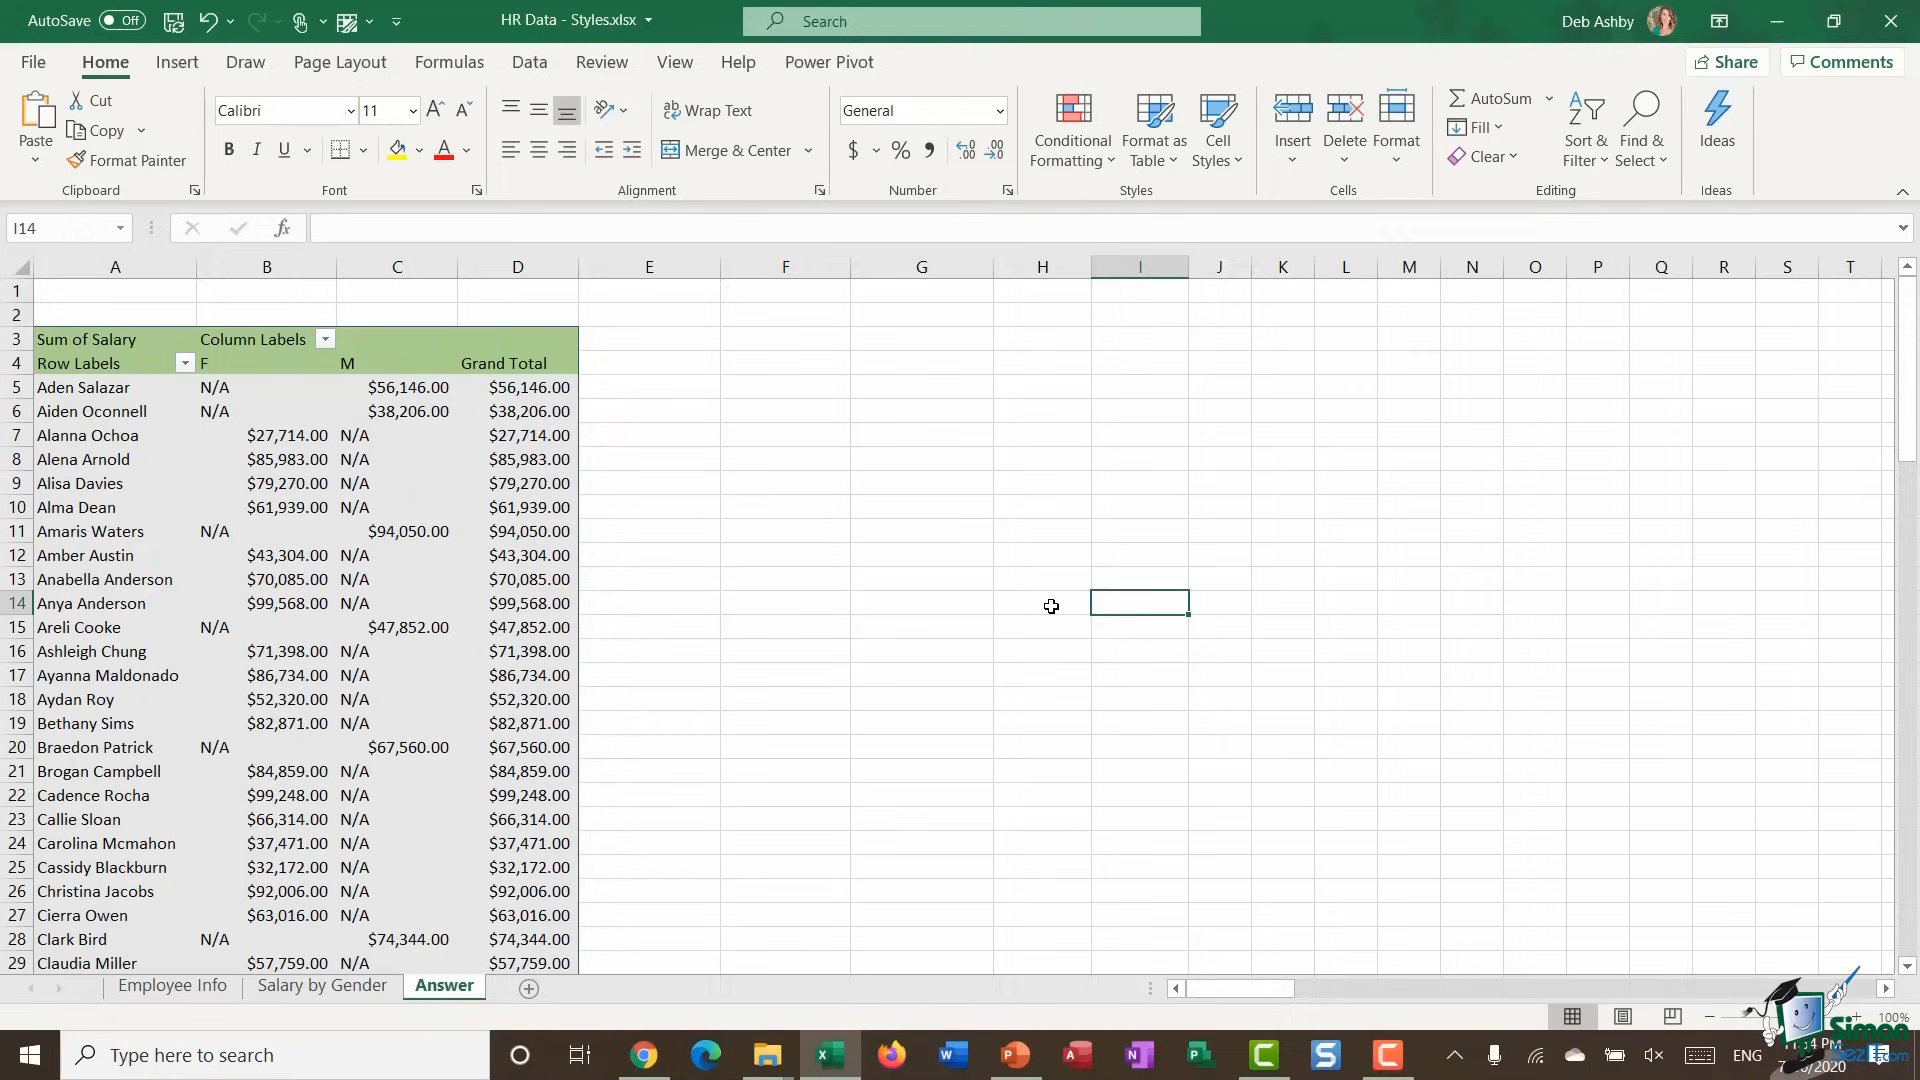 AutoSave Off HR Data - Styles.xlsx Search Deb Ashby
File Home Insert Draw Page Layout Formulas Data Review View Help Power Pivot Share Comments
Paste Cut Copy Format Painter Clipboard
Calibri 11 B I U A Font
Wrap Text Merge & Center Alignment
General $ % 9 Number
Conditional Formatting Format as Table Cell Styles Styles
Insert Delete Format Cells
AutoSum Fill Clear Sort & Filter Find & Select Editing
Ideas Ideas
I14 fx
A B C D E F G H I J K L M N O P Q R S T
1
2
3 Sum of Salary Column Labels
4 Row Labels F M Grand Total
5 Aden Salazar N/A $56,146.00 $56,146.00
6 Aiden Oconnell N/A $38,206.00 $38,206.00
7 Alanna Ochoa $27,714.00 N/A $27,714.00
8 Alena Arnold $85,983.00 N/A $85,983.00
9 Alisa Davies $79,270.00 N/A $79,270.00
10 Alma Dean $61,939.00 N/A $61,939.00
11 Amaris Waters N/A $94,050.00 $94,050.00
12 Amber Austin $43,304.00 N/A $43,304.00
13 Anabella Anderson $70,085.00 N/A $70,085.00
14 Anya Anderson $99,568.00 N/A $99,568.00
15 Areli Cooke N/A $47,852.00 $47,852.00
16 Ashleigh Chung $71,398.00 N/A $71,398.00
17 Ayanna Maldonado $86,734.00 N/A $86,734.00
18 Aydan Roy $52,320.00 N/A $52,320.00
19 Bethany Sims $82,871.00 N/A $82,871.00
20 Braedon Patrick N/A $67,560.00 $67,560.00
21 Brogan Campbell $84,859.00 N/A $84,859.00
22 Cadence Rocha $99,248.00 N/A $99,248.00
23 Callie Sloan $66,314.00 N/A $66,314.00
24 Carolina Mcmahon $37,471.00 N/A $37,471.00
25 Cassidy Blackburn $32,172.00 N/A $32,172.00
26 Christina Jacobs $92,006.00 N/A $92,006.00
27 Cierra Owen $63,016.00 N/A $63,016.00
28 Clark Bird N/A $74,344.00 $74,344.00
29 Claudia Miller $57,759.00 N/A $57,759.00
Employee Info Salary by Gender Answer
100%
Type here to search ENG PM
Simon SezIT.com